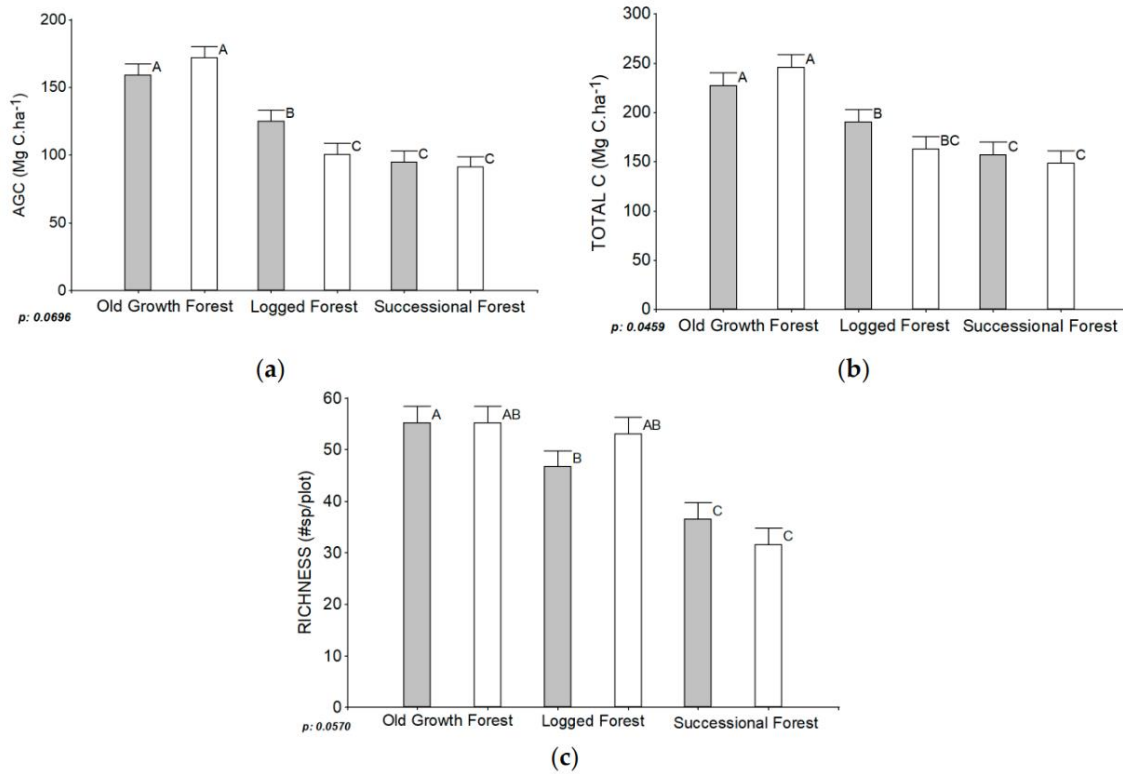 200
150
100
50
0
AGC (Mg C.ha-1)
A
A
B
C
C
C
Old Growth Forest Logged Forest Successional Forest
p: 0.0696
(a)
300
250
200
150
100
50
0
TOTAL C (Mg C.ha-1)
A
A
B
BC
C
C
Old Growth Forest Logged Forest Successional Forest
p: 0.0459
(b)
60
50
40
30
20
10
0
RICHNESS (#sp/plot)
A
AB
B
AB
C
C
Old Growth Forest Logged Forest Successional Forest
p: 0.0570
(c)